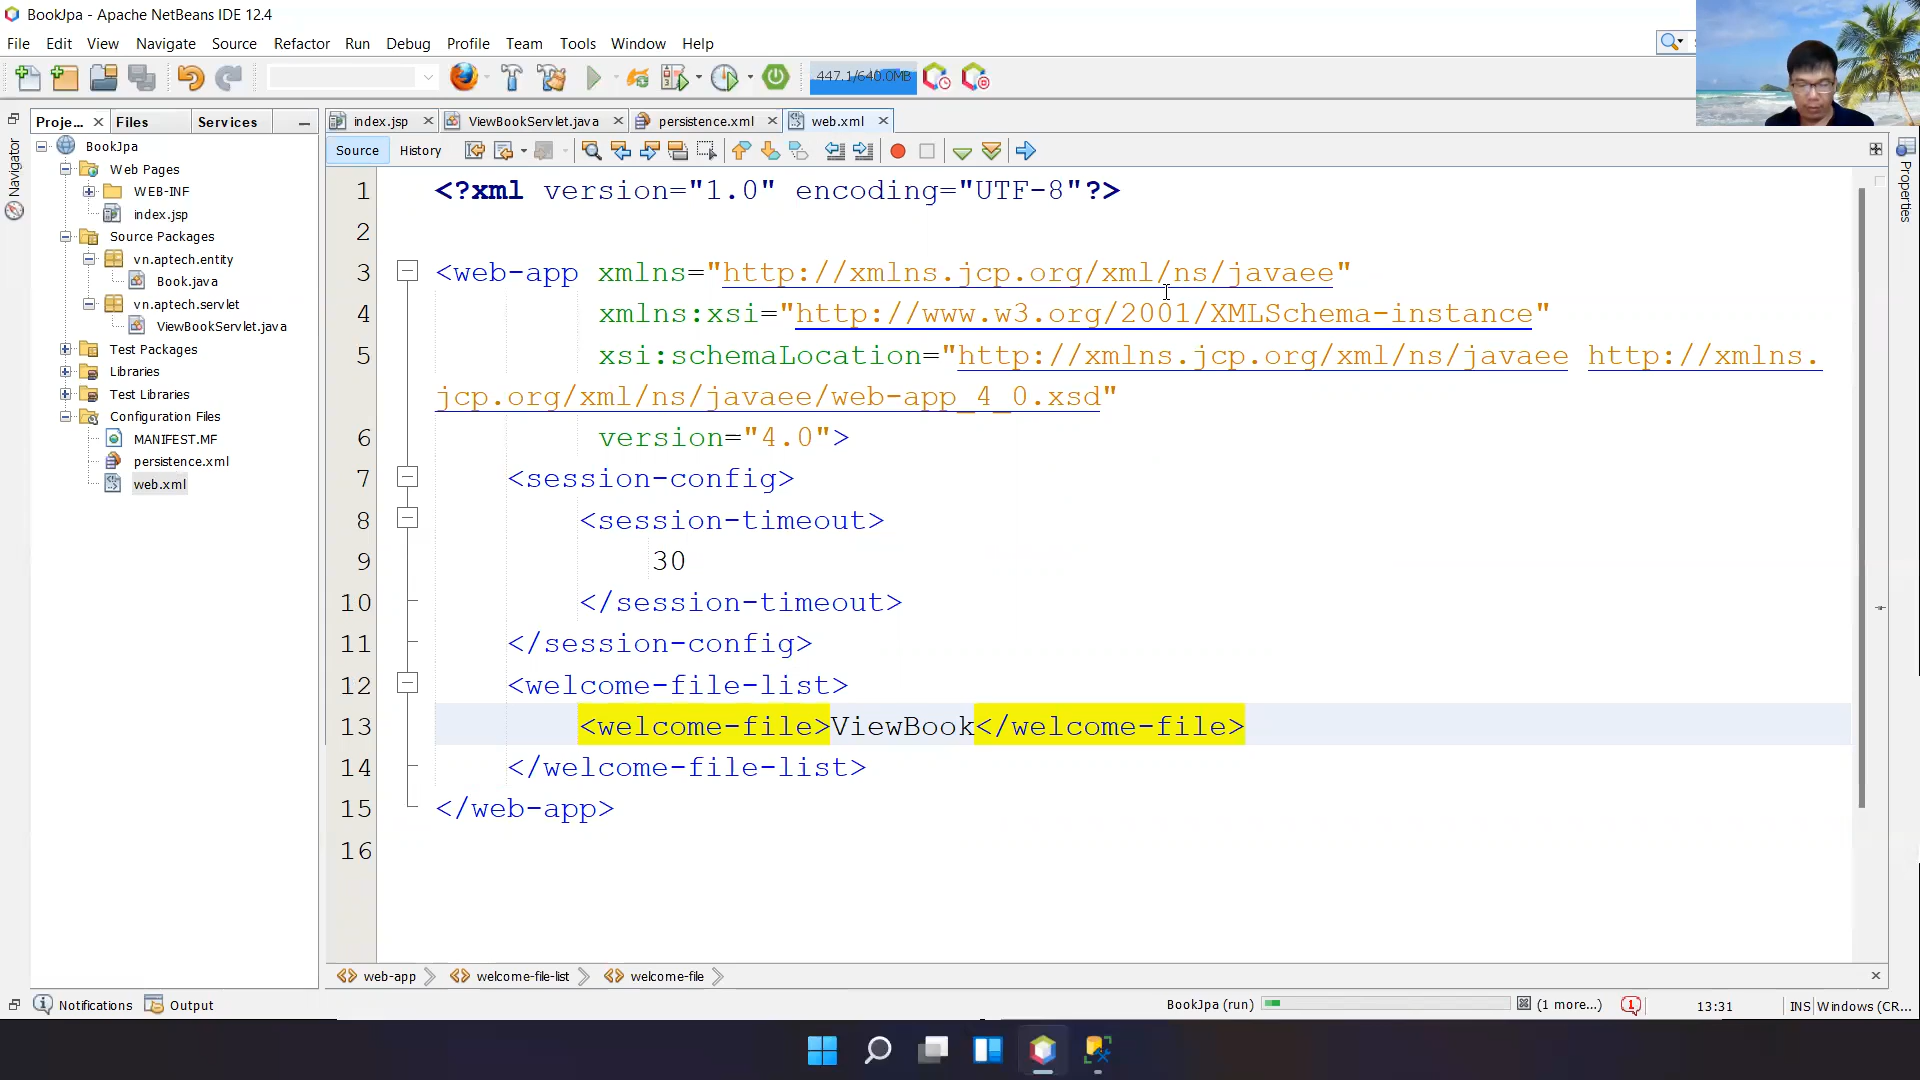 BookJpa - Apache NetBeans IDE 12.4
File Edit View Navigate Source Refactor Run Debug Profile Team Tools Window Help
447.1/640.0MB
Proje... Files Services
index.jsp ViewBookServlet.java persistence.xml web.xml
Source History
Navigator
Properties
BookJpa
Web Pages
WEB-INF
index.jsp
Source Packages
vn.aptech.entity
Book.java
vn.aptech.servlet
ViewBookServlet.java
Test Packages
Libraries
Test Libraries
Configuration Files
MANIFEST.MF
persistence.xml
web.xml
1 <?xml version="1.0" encoding="UTF-8"?>
2
3 <web-app xmlns="http://xmlns.jcp.org/xml/ns/javaee"
4 xmlns:xsi="http://www.w3.org/2001/XMLSchema-instance"
5 xsi:schemaLocation="http://xmlns.jcp.org/xml/ns/javaee http://xmlns.
jcp.org/xml/ns/javaee/web-app_4_0.xsd"
6 version="4.0">
7 <session-config>
8 <session-timeout>
9 30
10 </session-timeout>
11 </session-config>
12 <welcome-file-list>
13 <welcome-file>ViewBook</welcome-file>
14 </welcome-file-list>
15 </web-app>
16
web-app welcome-file-list welcome-file
Notifications Output BookJpa (run) (1 more...) 13:31 INS Windows (CR...